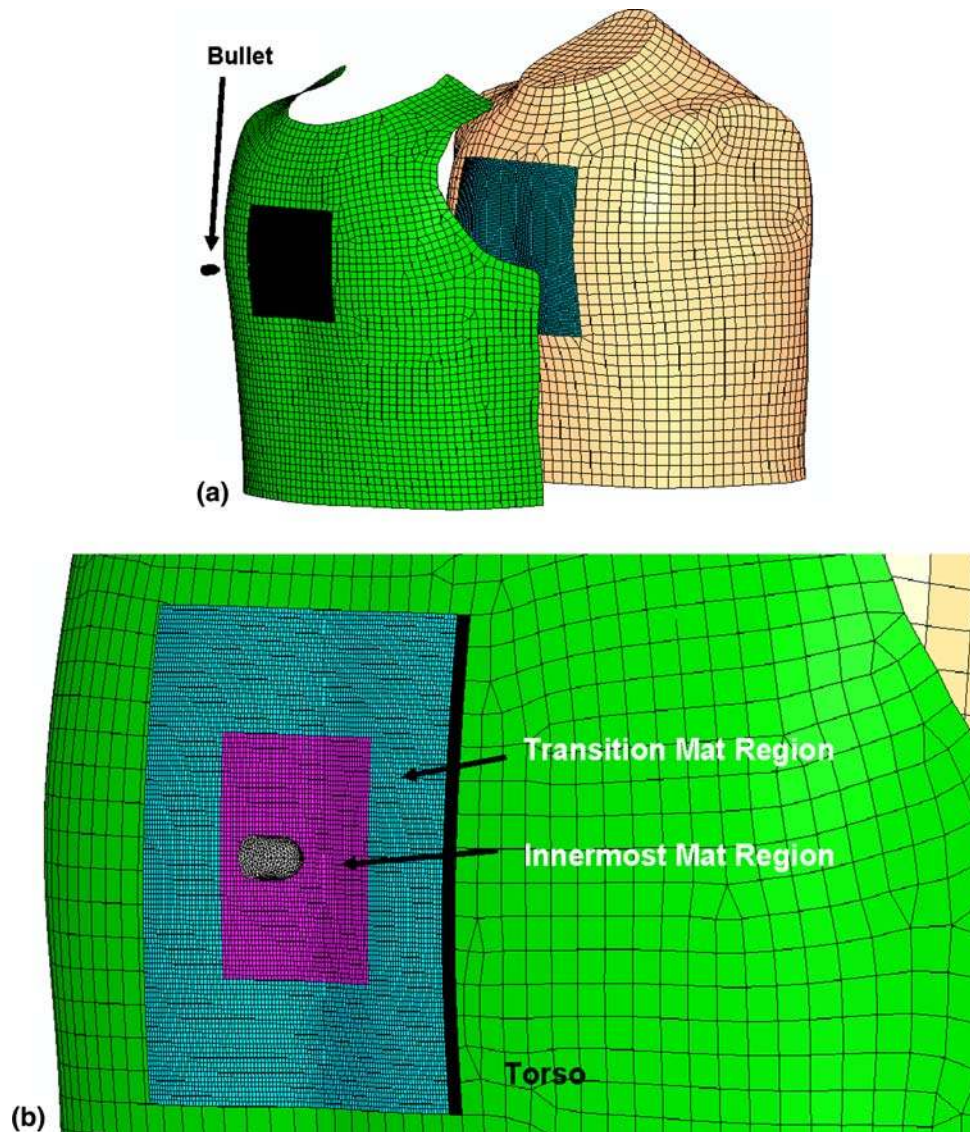 Bullet
(a)
Transition Mat Region
Innermost Mat Region
Torso
(b)